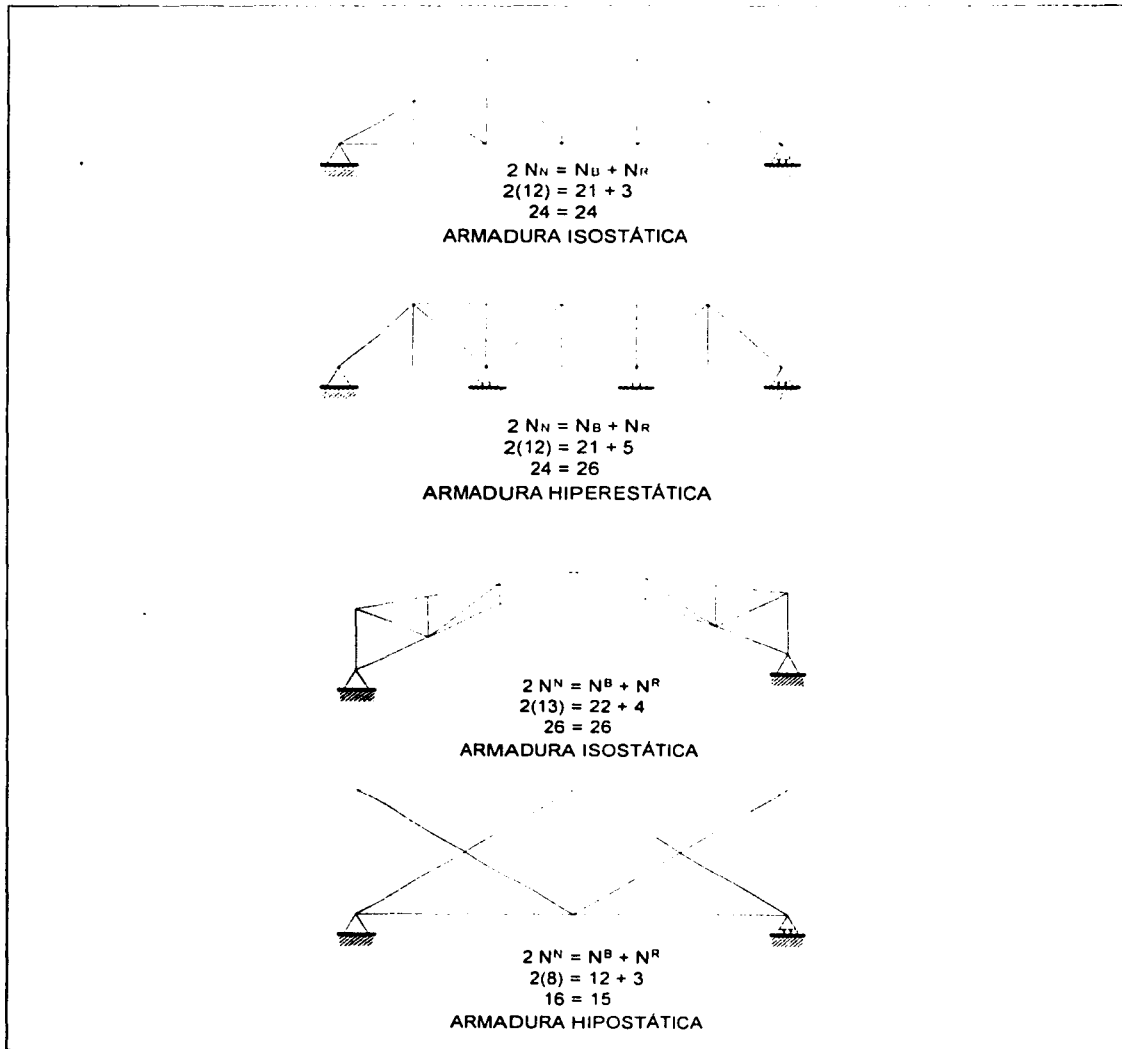 2 NN = NB + NR
2(12) = 21 + 3
24 = 24
ARMADURA ISOSTÁTICA
2 NN = NB + NR
2(12) = 21 + 5
24 = 26
ARMADURA HIPERESTÁTICA
2 Nᴺ = Nᴮ + Nᴿ
2(13) = 22 + 4
26 = 26
ARMADURA ISOSTÁTICA
2 Nᴺ = Nᴮ + Nᴿ
2(8) = 12 + 3
16 = 15
ARMADURA HIPOSTÁTICA